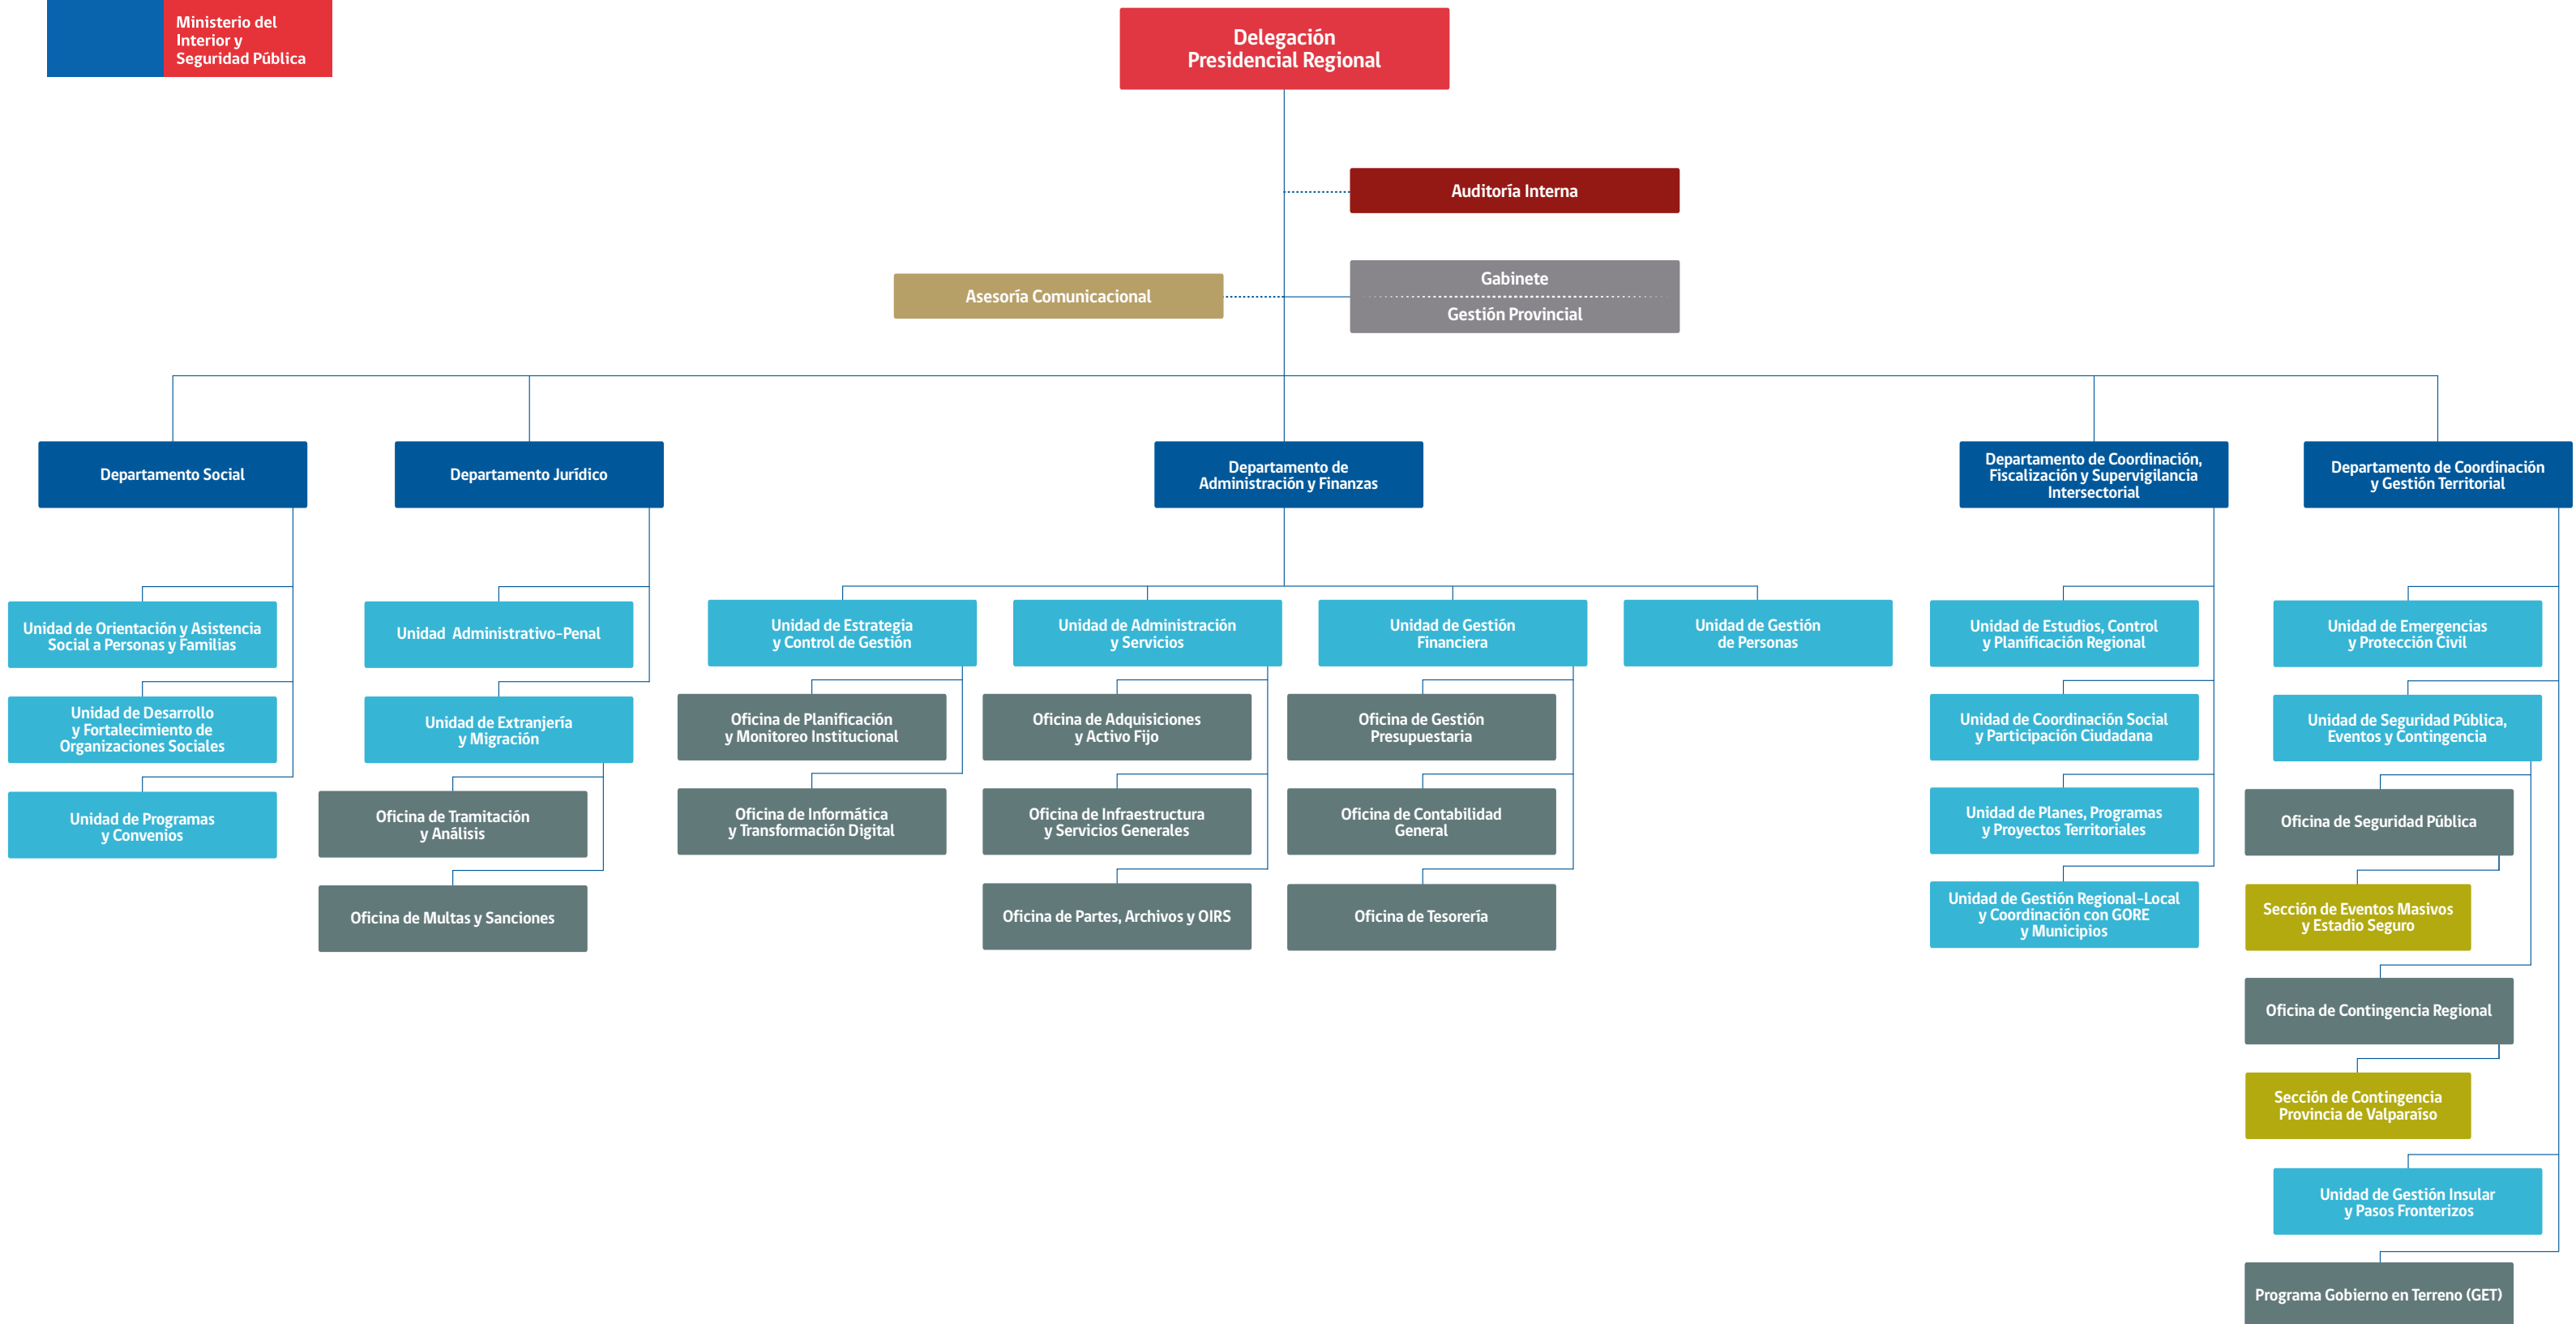 Ministerio del
Interior y
Seguridad Pública
Delegación
Presidencial Regional
Auditoría Interna
Asesoría Comunicacional
Gabinete
Gestión Provincial
Departamento Social
Departamento Jurídico
Departamento de
Administración y Finanzas
Departamento de Coordinación,
Fiscalización y Supervigilancia
Intersectorial
Departamento de Coordinación
y Gestión Territorial
Unidad de Orientación y Asistencia
Social a Personas y Familias
Unidad de Desarrollo
y Fortalecimiento de
Organizaciones Sociales
Unidad de Programas
y Convenios
Unidad Administrativo-Penal
Unidad de Extranjería
y Migración
Oficina de Tramitación
y Análisis
Oficina de Multas y Sanciones
Unidad de Estrategia
y Control de Gestión
Oficina de Planificación
y Monitoreo Institucional
Oficina de Informática
y Transformación Digital
Unidad de Administración
y Servicios
Oficina de Adquisiciones
y Activo Fijo
Oficina de Infraestructura
y Servicios Generales
Oficina de Partes, Archivos y OIRS
Unidad de Gestión
Financiera
Oficina de Gestión
Presupuestaria
Oficina de Contabilidad
General
Oficina de Tesorería
Unidad de Gestión
de Personas
Unidad de Estudios, Control
y Planificación Regional
Unidad de Coordinación Social
y Participación Ciudadana
Unidad de Planes, Programas
y Proyectos Territoriales
Unidad de Gestión Regional-Local
y Coordinación con GORE
y Municipios
Unidad de Emergencias
y Protección Civil
Unidad de Seguridad Pública,
Eventos y Contingencia
Oficina de Seguridad Pública
Sección de Eventos Masivos
y Estadio Seguro
Oficina de Contingencia Regional
Sección de Contingencia
Provincia de Valparaíso
Unidad de Gestión Insular
y Pasos Fronterizos
Programa Gobierno en Terreno (GET)